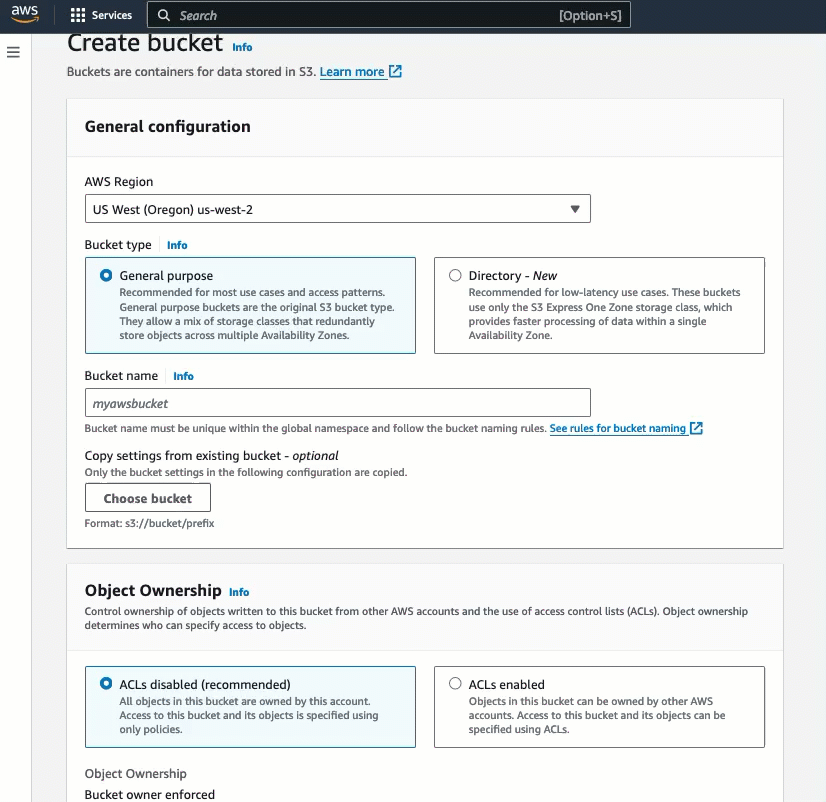 aws
Services
Search
[Option+S]
Create bucket Info
Buckets are containers for data stored in S3. Learn more
General configuration
AWS Region
US West (Oregon) us-west-2
Bucket type Info
General purpose
Recommended for most use cases and access patterns.
General purpose buckets are the original S3 bucket type.
They allow a mix of storage classes that redundantly
store objects across multiple Availability Zones.
Directory - New
Recommended for low-latency use cases. These buckets
use only the S3 Express One Zone storage class, which
provides faster processing of data within a single
Availability Zone.
Bucket name Info
myawsbucket
Bucket name must be unique within the global namespace and follow the bucket naming rules. See rules for bucket naming
Copy settings from existing bucket - optional
Only the bucket settings in the following configuration are copied.
Choose bucket
Format: s3://bucket/prefix
Object Ownership Info
Control ownership of objects written to this bucket from other AWS accounts and the use of access control lists (ACLs). Object ownership
determines who can specify access to objects.
ACLs disabled (recommended)
All objects in this bucket are owned by this account.
Access to this bucket and its objects is specified using
only policies.
ACLs enabled
Objects in this bucket can be owned by other AWS
accounts. Access to this bucket and its objects can be
specified using ACLs.
Object Ownership
Bucket owner enforced